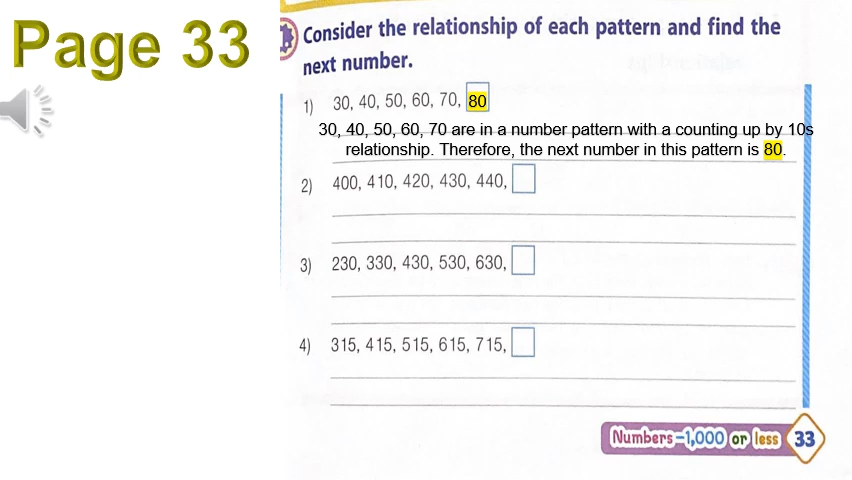 Page 33
Consider the relationship of each pattern and find the
next number.
1) 30, 40, 50, 60, 70, 80
30, 40, 50, 60, 70 are in a number pattern with a counting up by 10s
relationship. Therefore, the next number in this pattern is 80.
2) 400, 410, 420, 430, 440,
3) 230, 330, 430, 530, 630,
4) 315, 415, 515, 615, 715,
Numbers–1,000 or less 33